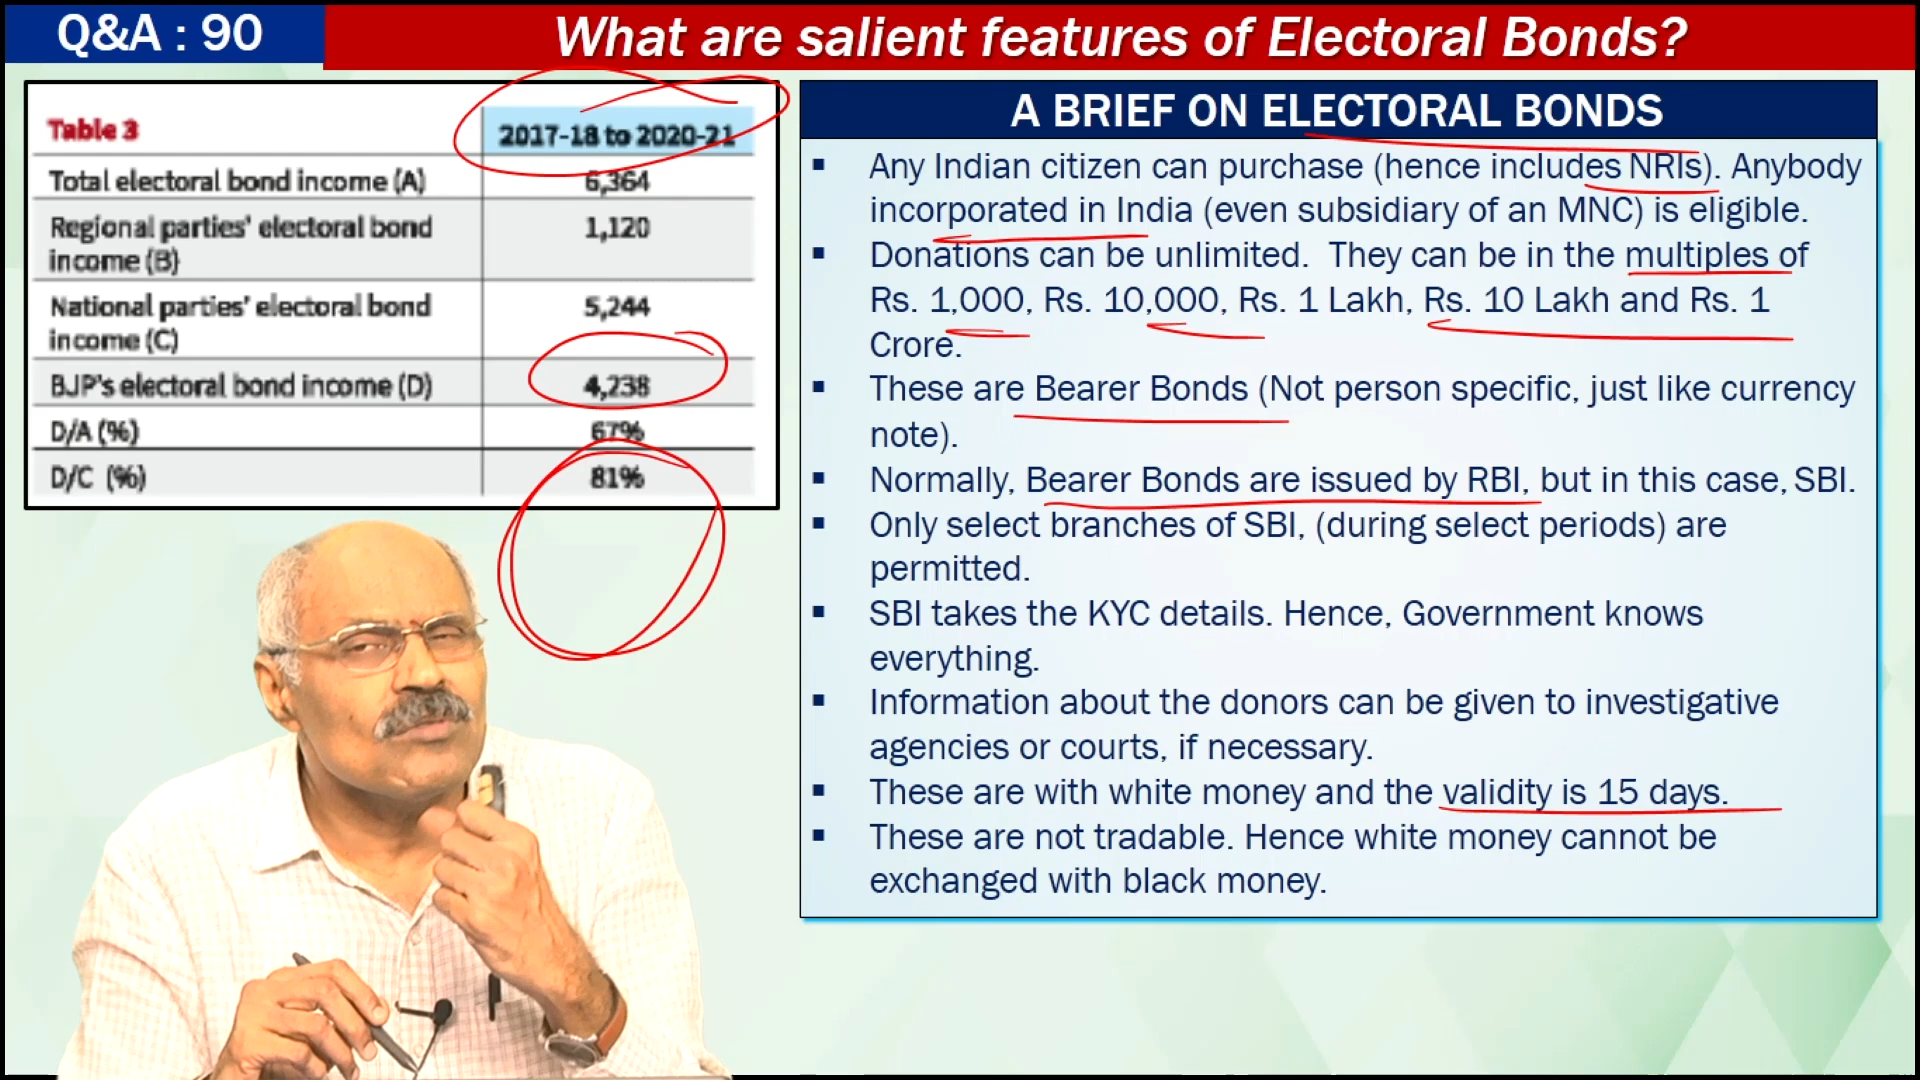 Q&A : 90
What are salient features of Electoral Bonds?
Table 3
2017-18 to 2020-21
Total electoral bond income (A)
6,364
Regional parties' electoral bond
income (B)
1,120
National parties' electoral bond
income (C)
5,244
BJP's electoral bond income (D)
4,238
D/A (%)
67%
D/C (%)
81%
A BRIEF ON ELECTORAL BONDS
▪ Any Indian citizen can purchase (hence includes NRIs). Anybody
incorporated in India (even subsidiary of an MNC) is eligible.
▪ Donations can be unlimited. They can be in the multiples of
Rs. 1,000, Rs. 10,000, Rs. 1 Lakh, Rs. 10 Lakh and Rs. 1
Crore.
▪ These are Bearer Bonds (Not person specific, just like currency
note).
▪ Normally, Bearer Bonds are issued by RBI, but in this case, SBI.
▪ Only select branches of SBI, (during select periods) are
permitted.
▪ SBI takes the KYC details. Hence, Government knows
everything.
▪ Information about the donors can be given to investigative
agencies or courts, if necessary.
▪ These are with white money and the validity is 15 days.
▪ These are not tradable. Hence white money cannot be
exchanged with black money.